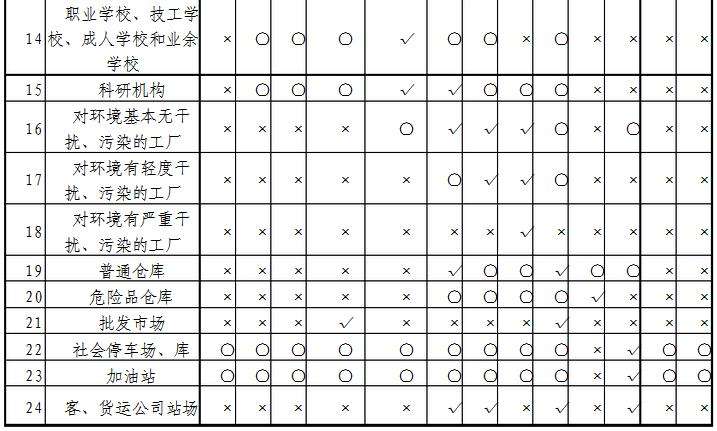 职业学校、技工学
14 校、成人学校和业余 × ○ ○ ○ √ ○ ○ × ○ × × × ×
学校
15 科研机构 × ○ ○ ○ √ √ ○ ○ ○ × × × ×
对环境基本无干
16 × × × × ○ √ √ √ ○ × ○ × ×
扰、污染的工厂
对环境有轻度干
17 × × × × × ○ √ √ ○ × × × ×
扰、污染的工厂
对环境有严重干
18 × × × × × × × √ × × × × ×
扰、污染的工厂
19 普通仓库 × × × × × √ ○ ○ √ ○ ○ × ×
20 危险品仓库 × × × × × ○ ○ ○ ○ √ × × ×
21 批发市场 × × × √ × × × × √ × × × ×
22 社会停车场、库 ○ ○ ○ ○ ○ ○ ○ ○ ○ × √ ○ ○
23 加油站 ○ ○ ○ ○ ○ ○ ○ ○ ○ × √ ○ ○
24 客、货运公司站场 × × × × × √ √ × √ × √ × ×